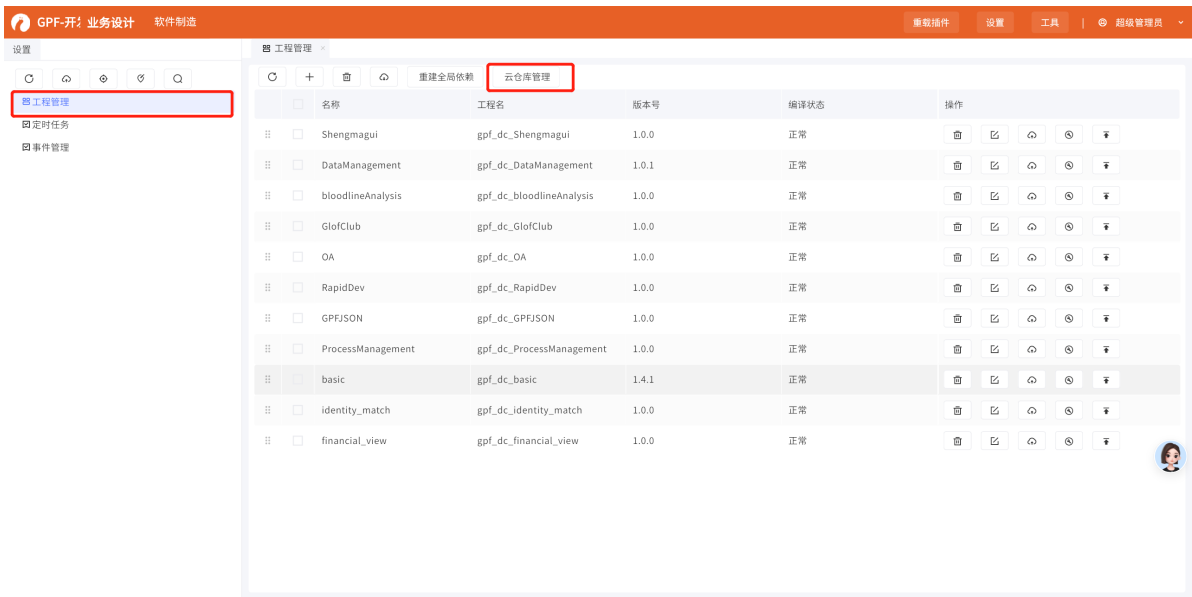 GPF-开发 业务设计 软件制造 重载插件 设置 工具 | 超级管理员
设置
工程管理
定时任务
事件管理
工程管理 ×
重建全局依赖 云仓库管理
名称 工程名 版本号 编译状态 操作
Shengmagui gpf_dc_Shengmagui 1.0.0 正常
DataManagement gpf_dc_DataManagement 1.0.1 正常
bloodlineAnalysis gpf_dc_bloodlineAnalysis 1.0.0 正常
GlofClub gpf_dc_GlofClub 1.0.0 正常
OA gpf_dc_OA 1.0.0 正常
RapidDev gpf_dc_RapidDev 1.0.0 正常
GPFJSON gpf_dc_GPFJSON 1.0.0 正常
ProcessManagement gpf_dc_ProcessManagement 1.0.0 正常
basic gpf_dc_basic 1.4.1 正常
identity_match gpf_dc_identity_match 1.0.0 正常
financial_view gpf_dc_financial_view 1.0.0 正常